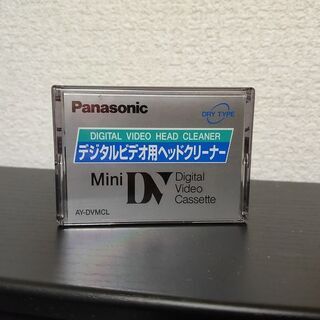 Panasonic
DRY TYPE
DIGITAL VIDEO HEAD CLEANER
デジタルビデオ用ヘッドクリーナー
Mini DV Digital
Video
Cassette
AY-DVMCL